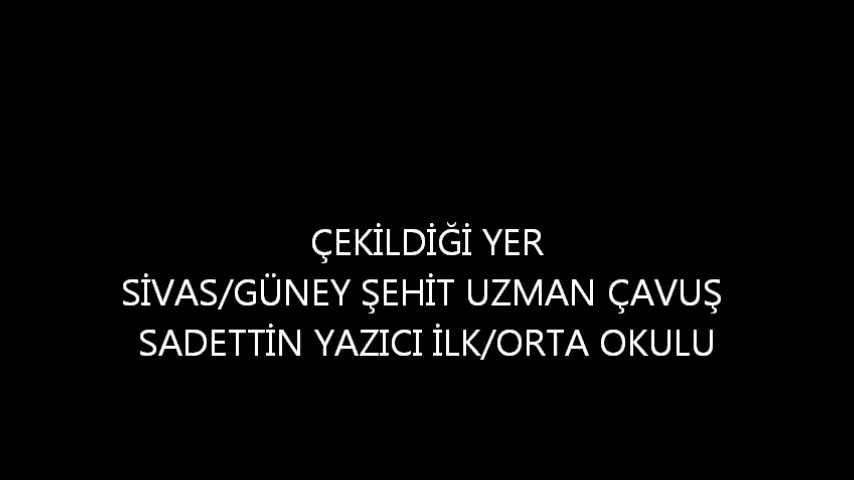 ÇEKİLDİĞİ YER
SİVAS/GÜNEY ŞEHİT UZMAN ÇAVUŞ
SADETTİN YAZICI İLK/ORTA OKULU